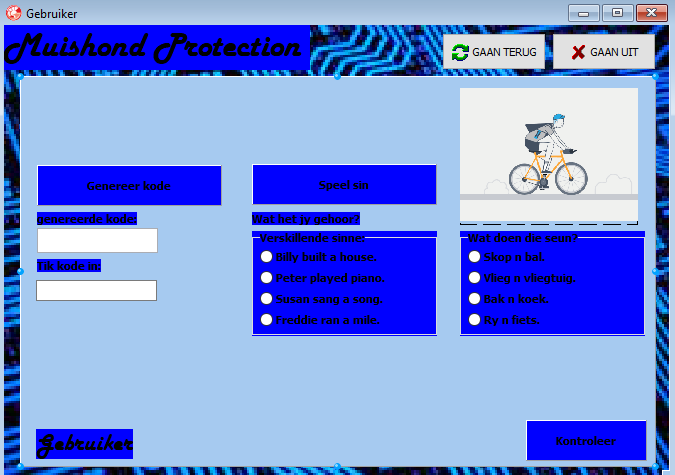 Gebruiker
Muishond Protection
GAAN TERUG
GAAN UIT
Genereer kode
genereerde kode:
Tik kode in:
Speel sin
Wat het jy gehoor?
Verskillende sinne:
Billy built a house.
Peter played piano.
Susan sang a song.
Freddie ran a mile.
Wat doen die seun?
Skop n bal.
Vlieg n vliegtuig.
Bak n koek.
Ry n fiets.
Gebruiker
Kontroleer